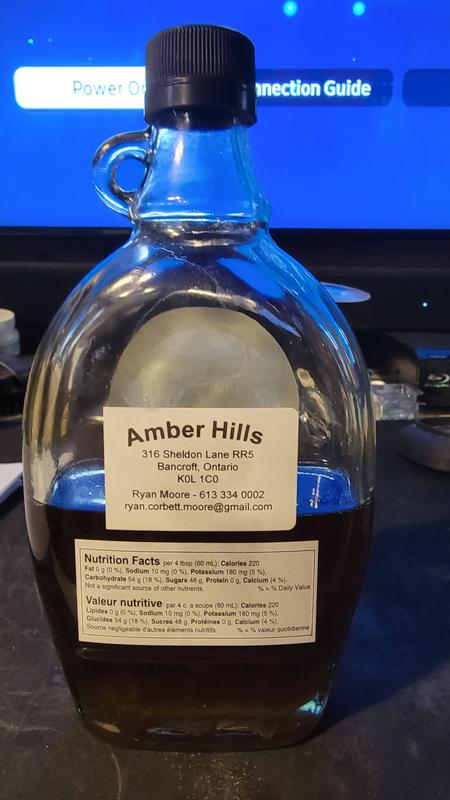 Power O
nnection Guide
Amber Hills
316 Sheldon Lane RR5
Bancroft, Ontario
K0L 1C0
Ryan Moore - 613 334 0002
ryan.corbett.moore@gmail.com
Nutrition Facts per 4 tbsp (60 mL): Calories 220
Fat 0 g (0 %), Sodium 10 mg (0 %), Potassium 180 mg (5 %),
Carbohydrate 54 g (18 %), Sugars 48 g, Protein 0 g, Calcium (4 %).
Not a significant source of other nutrents. % = % Daily Value
Valeur nutritive par 4 c. a soupe (60 mL): Calories 220
Lipides 0 g (0 %), Sodium 10 mg (0 %), Potassium 180 mg (5 %),
Glucides 54 g (18 %), Sucres 48 g, Protéines 0 g, Calcium (4 %).
Source negligeable d'autres éléments nutritifs. % = % valeur quotidienne